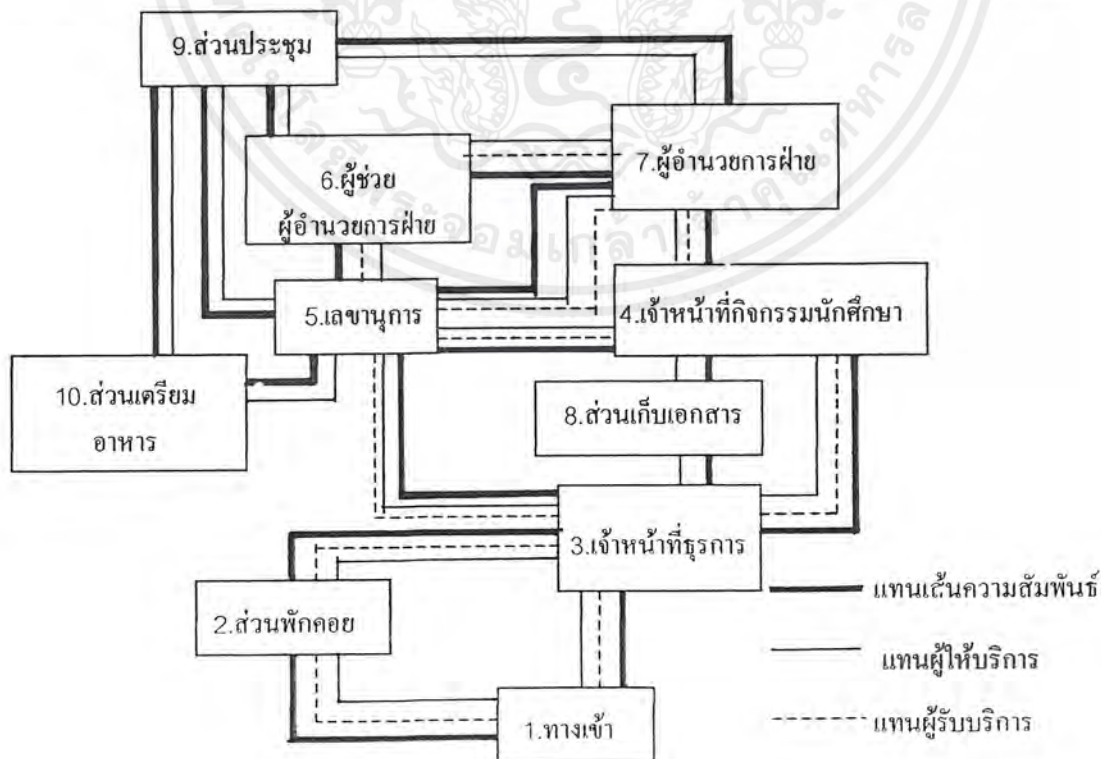 9.ส่วนประชุม
6.ผู้ช่วย
ผู้อำนวยการฝ่าย
7.ผู้อำนวยการฝ่าย
5.เลขานุการ
4.เจ้าหน้าที่กิจกรรมนักศึกษา
10.ส่วนเตรียม
อาหาร
8.ส่วนเก็บเอกสาร
3.เจ้าหน้าที่ธุรการ
2.ส่วนพักคอย
1.ทางเข้า
แทนเส้นความสัมพันธ์
แทนผู้ให้บริการ
แทนผู้รับบริการ